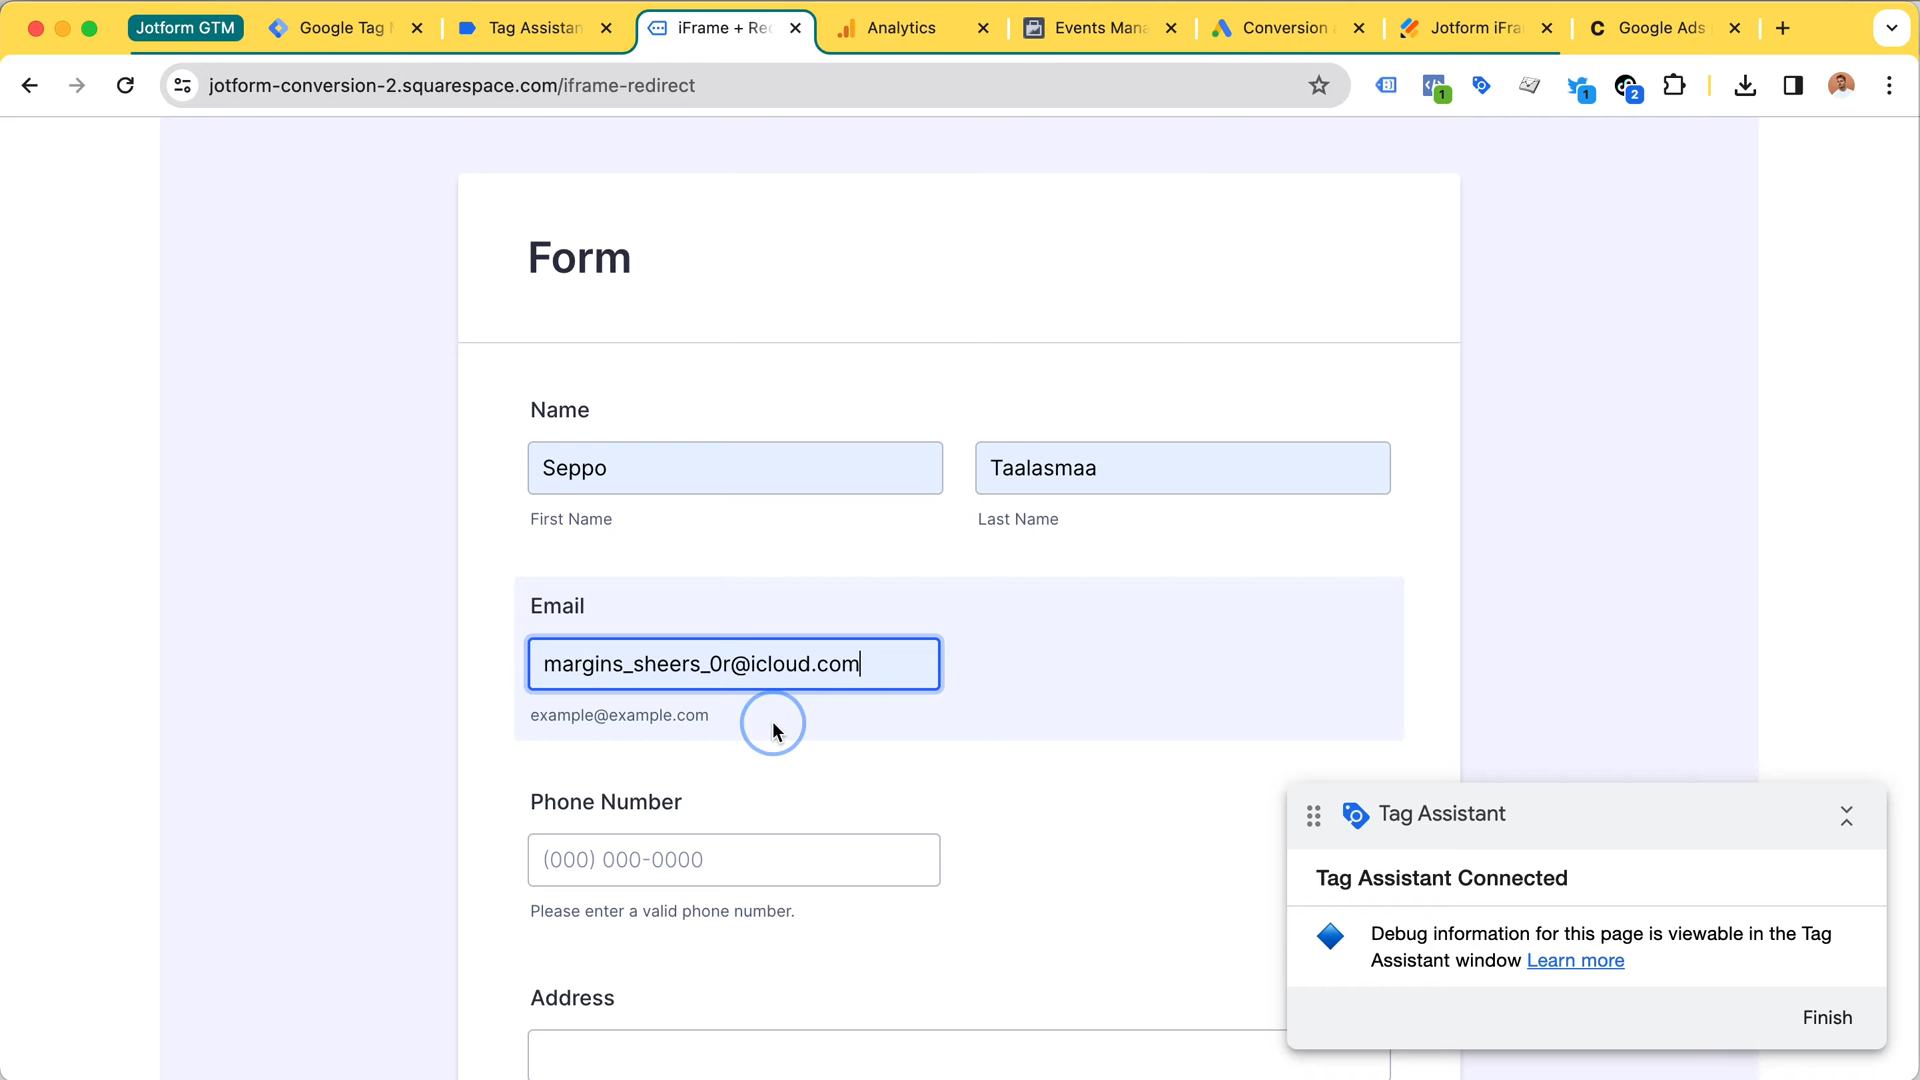 Jotform GTM
Google Tag
Tag Assistan
iFrame + Re
Analytics
Events Mana
Conversion
Jotform iFra
Google Ads
jotform-conversion-2.squarespace.com/iframe-redirect
1
1
2
Form
Name
Seppo
Taalasmaa
First Name
Last Name
Email
margins_sheers_0r@icloud.com
example@example.com
Phone Number
(000) 000-0000
Please enter a valid phone number.
Address
Tag Assistant
Tag Assistant Connected
Debug information for this page is viewable in the Tag
Assistant window Learn more
Finish